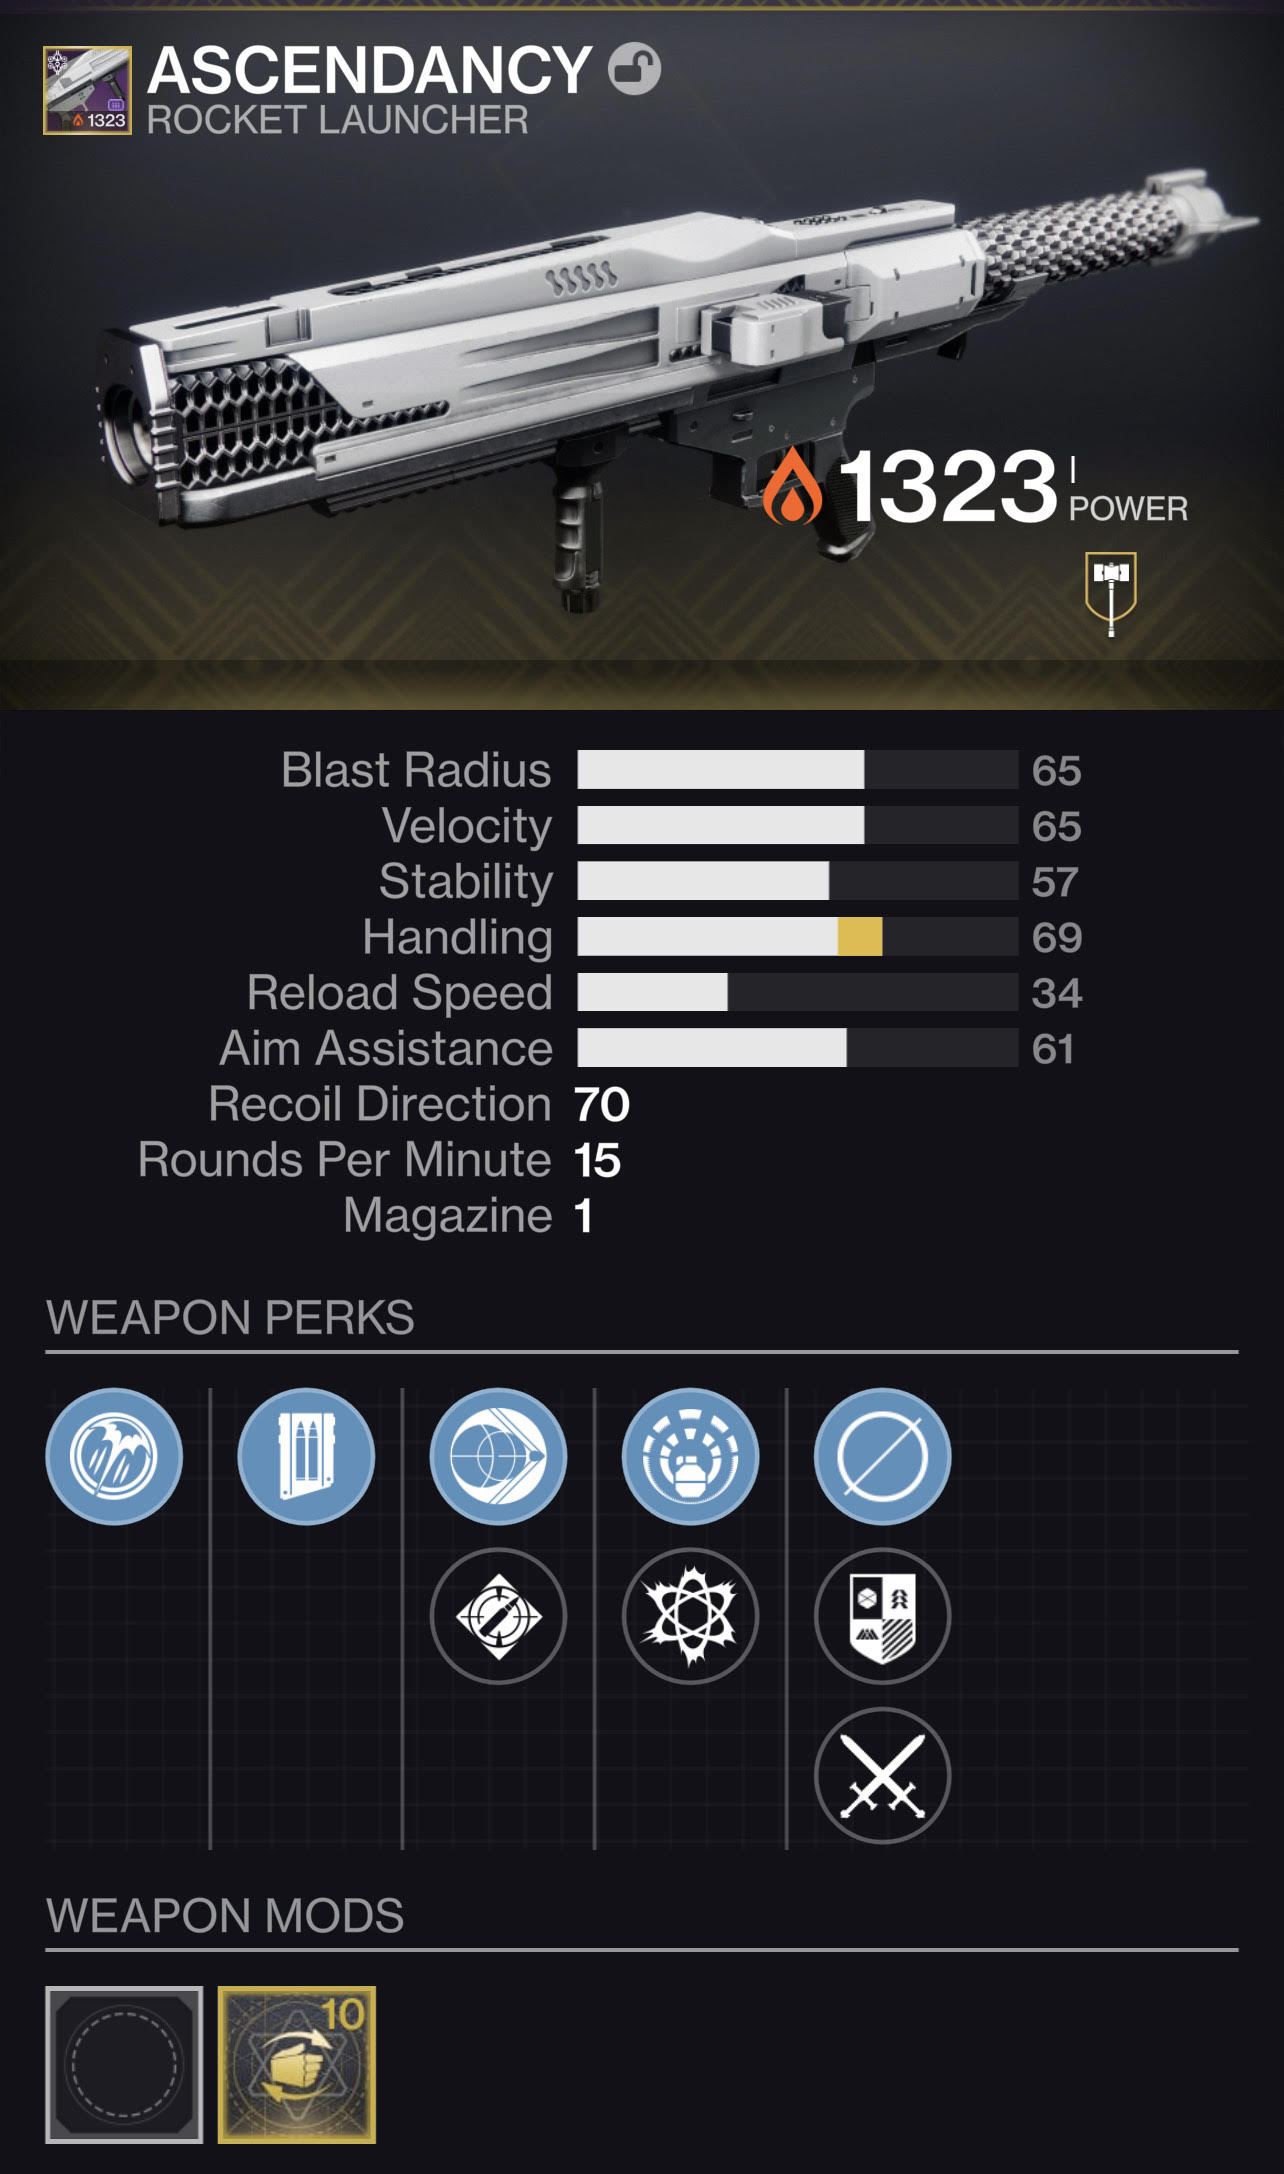 ASCENDANCY
ROCKET LAUNCHER
1323
1323 | POWER
Blast Radius 65
Velocity 65
Stability 57
Handling 69
Reload Speed 34
Aim Assistance 61
Recoil Direction 70
Rounds Per Minute 15
Magazine 1
WEAPON PERKS
WEAPON MODS
10